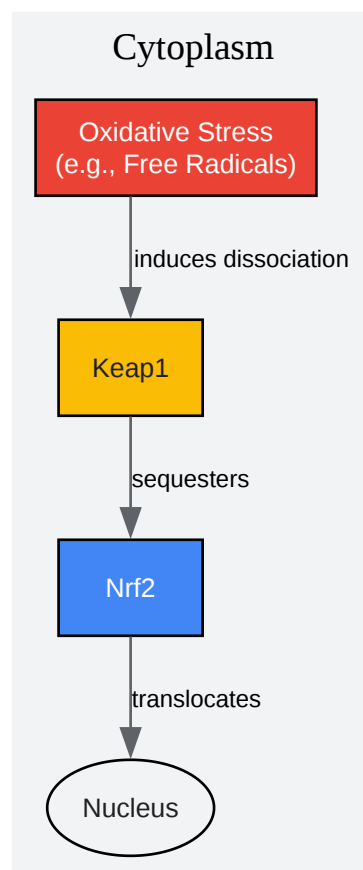 Cytoplasm
Oxidative Stress
(e.g., Free Radicals)
induces dissociation
Keap1
sequesters
Nrf2
translocates
Nucleus